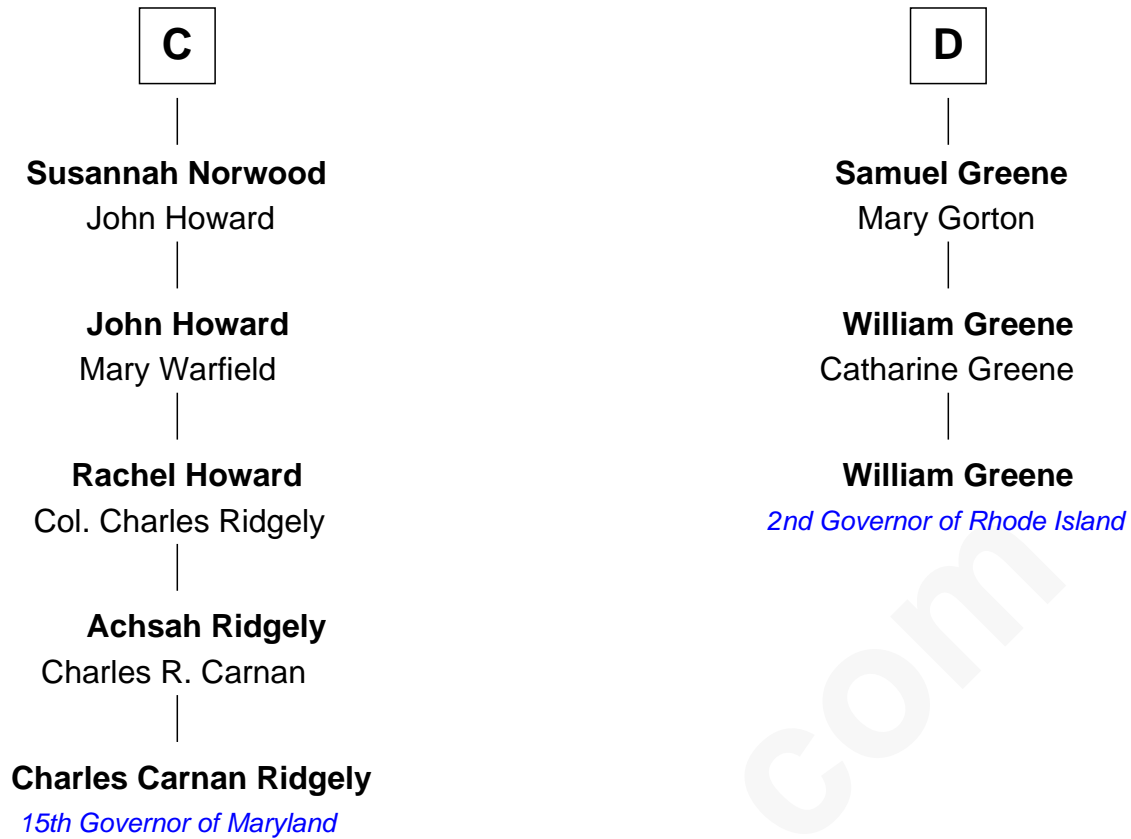 C
Susannah Norwood
John Howard
John Howard
Mary Warfield
Rachel Howard
Col. Charles Ridgely
Achsah Ridgely
Charles R. Carnan
Charles Carnan Ridgely
15th Governor of Maryland
D
Samuel Greene
Mary Gorton
William Greene
Catharine Greene
William Greene
2nd Governor of Rhode Island
com